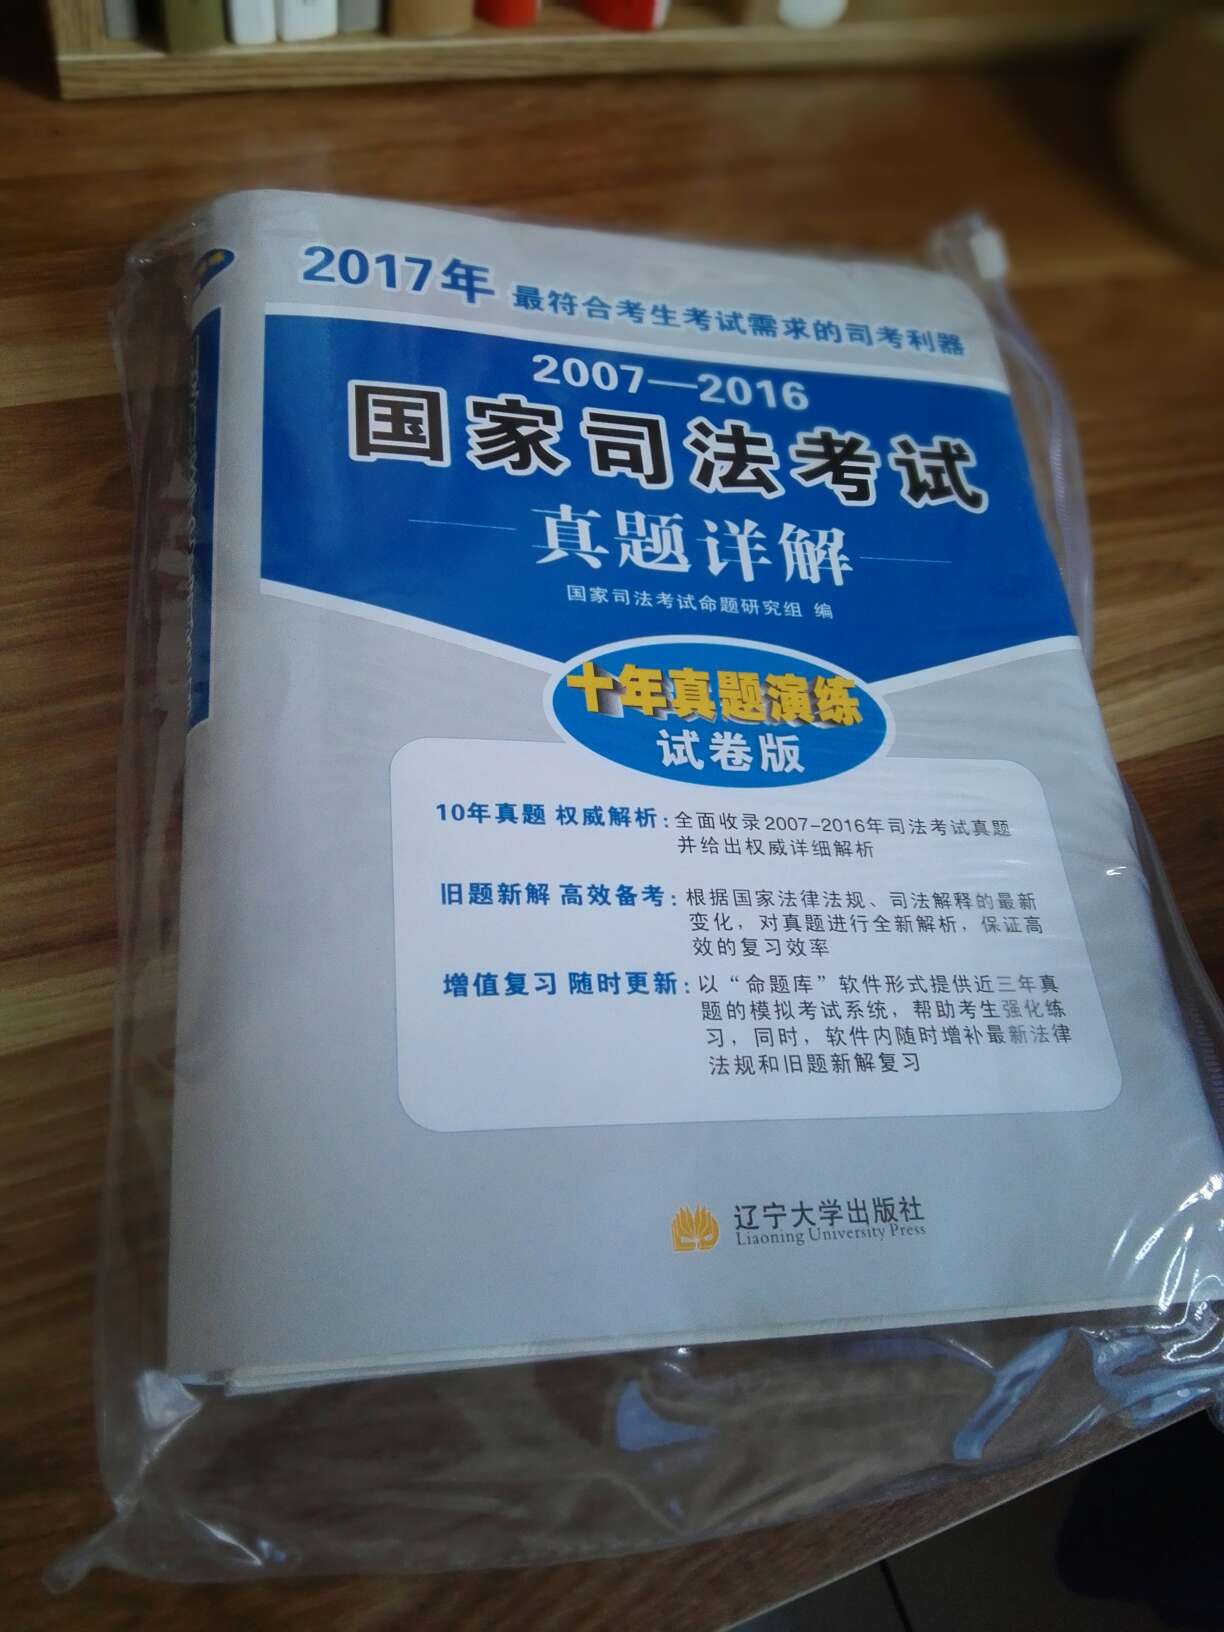 2017年 最符合考生考试需求的司考利器
2007—2016
国家司法考试
真题详解
国家司法考试命题研究组 编
十年真题演练
试卷版
10年真题 权威解析：全面收录2007-2016年司法考试真题
并给出权威详细解析
旧题新解 高效备考：根据国家法律法规、司法解释的最新
变化，对真题进行全新解析，保证高
效的复习效率
增值复习 随时更新：以“命题库”软件形式提供近三年真
题的模拟考试系统，帮助考生强化练
习，同时，软件内随时增补最新法律
法规和旧题新解复习
辽宁大学出版社
Liaoning University Press